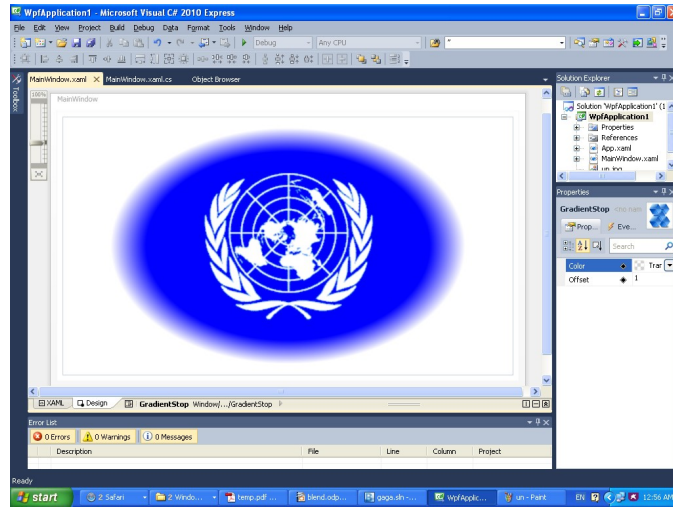 WpfApplication1 - Microsoft Visual C# 2010 Express
File Edit View Project Build Debug Data Format Tools Window Help
Debug Any CPU
MainWindow.xaml MainWindow.xaml.cs Object Browser
Toolbox
100%
MainWindow
Solution Explorer
Solution 'WpfApplication1' (1
WpfApplication1
Properties
References
App.xaml
MainWindow.xaml
un.jpg
Properties
GradientStop
Prop... Eve...
Search
Color Trar
Offset 1
XAML Design GradientStop Window/.../GradientStop
Error List
0 Errors 0 Warnings 0 Messages
Description File Line Column Project
Ready
start 2 Safari 2 Windo... temp.pdf ... blend.odp... gaga.sln -... WpfApplic... un - Paint EN 12:56 AM